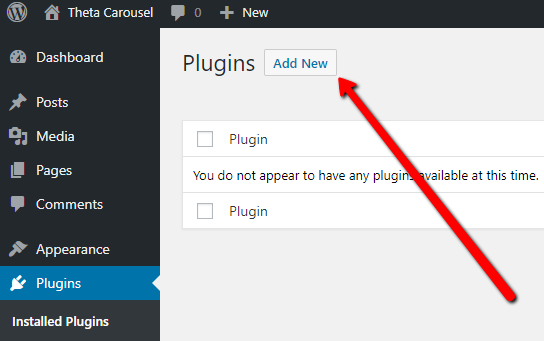 Theta Carousel 0 + New
Dashboard
Posts
Media
Pages
Comments
Appearance
Plugins
Installed Plugins
Plugins Add New
Plugin
You do not appear to have any plugins available at this time.
Plugin